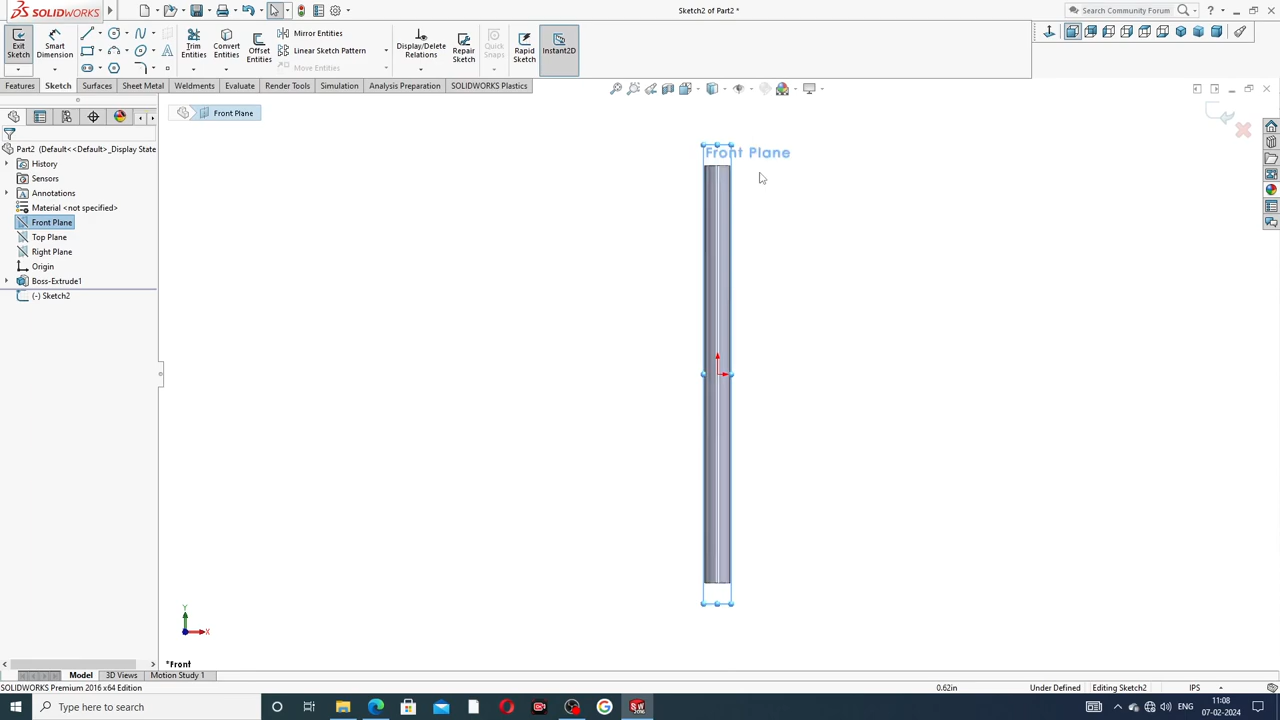 SOLIDWORKS
Sketch2 of Part2 *
Search Community Forum
Exit Sketch
Smart Dimension
Trim Entities
Convert Entities
Offset Entities
Mirror Entities
Linear Sketch Pattern
Move Entities
Display/Delete Relations
Repair Sketch
Quick Snaps
Rapid Sketch
Instant2D
Features
Sketch
Surfaces
Sheet Metal
Weldments
Evaluate
Render Tools
Simulation
Analysis Preparation
SOLIDWORKS Plastics
Front Plane
Part2 (Default<<Default>_Display State
History
Sensors
Annotations
Material <not specified>
Front Plane
Top Plane
Right Plane
Origin
Boss-Extrude1
(-) Sketch2
Front Plane
Y
X
*Front
Model
3D Views
Motion Study 1
SOLIDWORKS Premium 2016 x64 Edition
0.62in
Under Defined
Editing Sketch2
IPS
Type here to search
ENG
11:08
07-02-2024